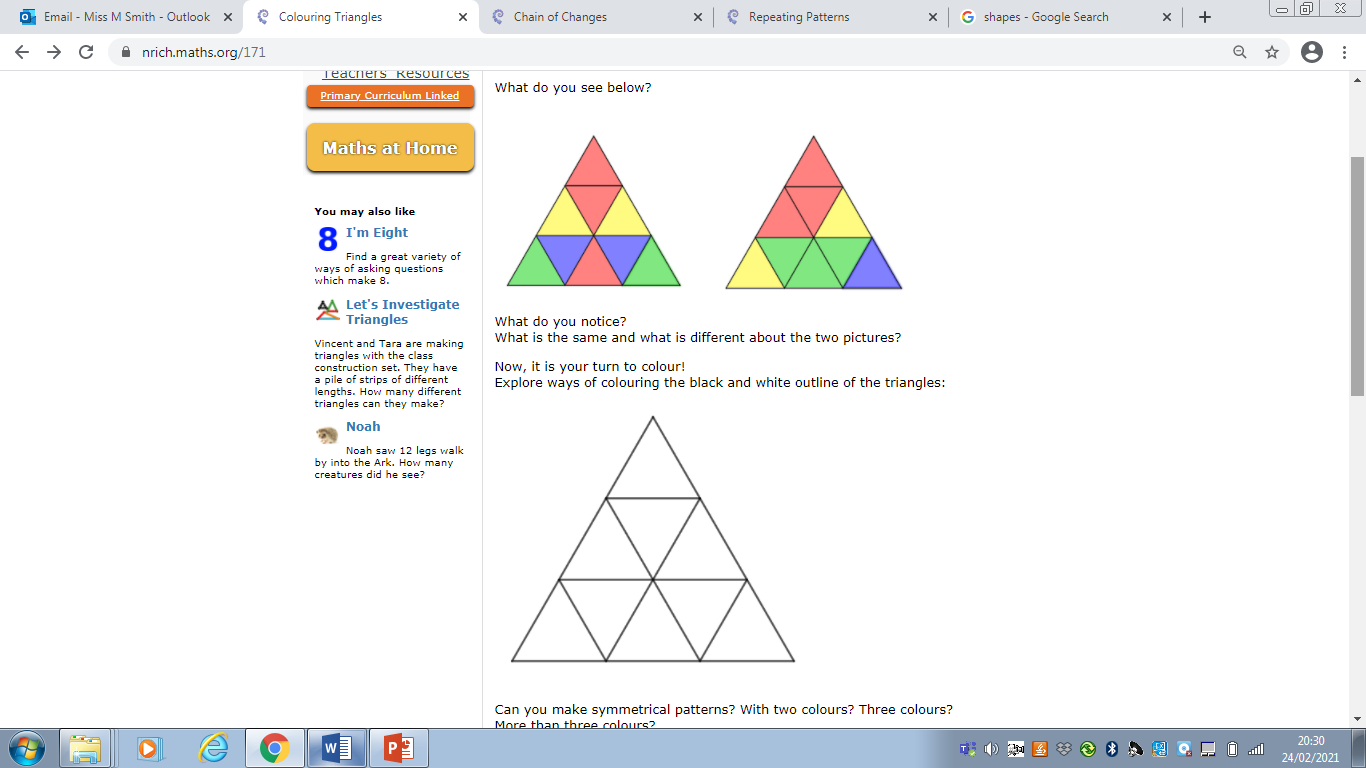 Email - Miss M Smith - Outlook
Colouring Triangles
Chain of Changes
Repeating Patterns
shapes - Google Search
nrich.maths.org/171
Teachers' Resources
Primary Curriculum Linked
Maths at Home
You may also like
8 I'm Eight
Find a great variety of
ways of asking questions
which make 8.
Let's Investigate
Triangles
Vincent and Tara are making
triangles with the class
construction set. They have
a pile of strips of different
lengths. How many different
triangles can they make?
Noah
Noah saw 12 legs walk
by into the Ark. How many
creatures did he see?
What do you see below?
What do you notice?
What is the same and what is different about the two pictures?
Now, it is your turn to colour!
Explore ways of colouring the black and white outline of the triangles:
Can you make symmetrical patterns? With two colours? Three colours?
More than three colours?
20:30
24/02/2021